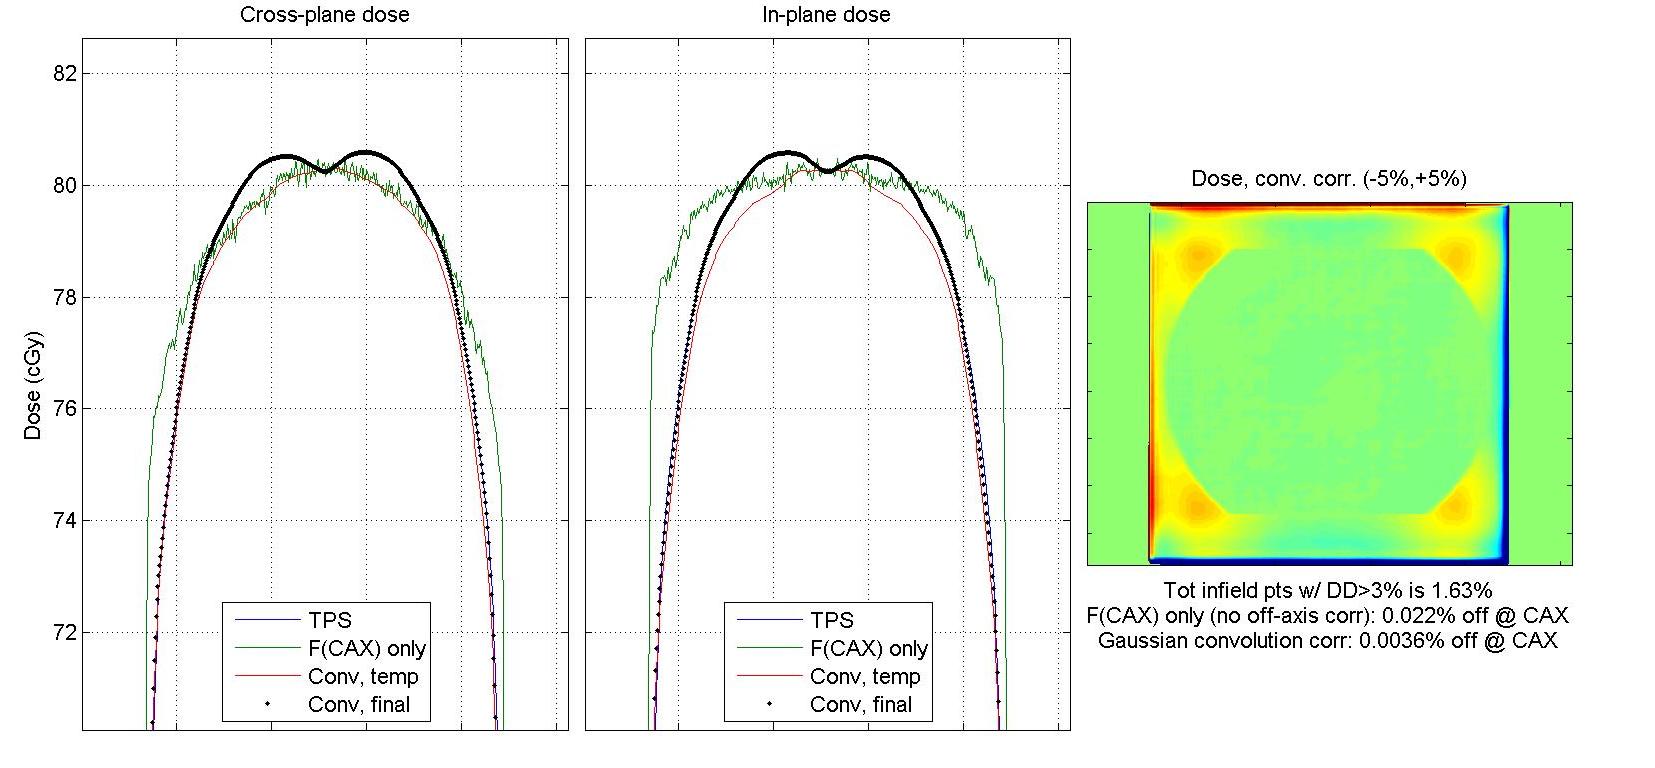 Cross-plane dose
In-plane dose
82
80
78
76
74
72
Dose (cGy)
TPS
F(CAX) only
Conv, temp
Conv, final
TPS
F(CAX) only
Conv, temp
Conv, final
Dose, conv. corr. (-5%,+5%)
Tot infield pts w/ DD>3% is 1.63%
F(CAX) only (no off-axis corr): 0.022% off @ CAX
Gaussian convolution corr: 0.0036% off @ CAX